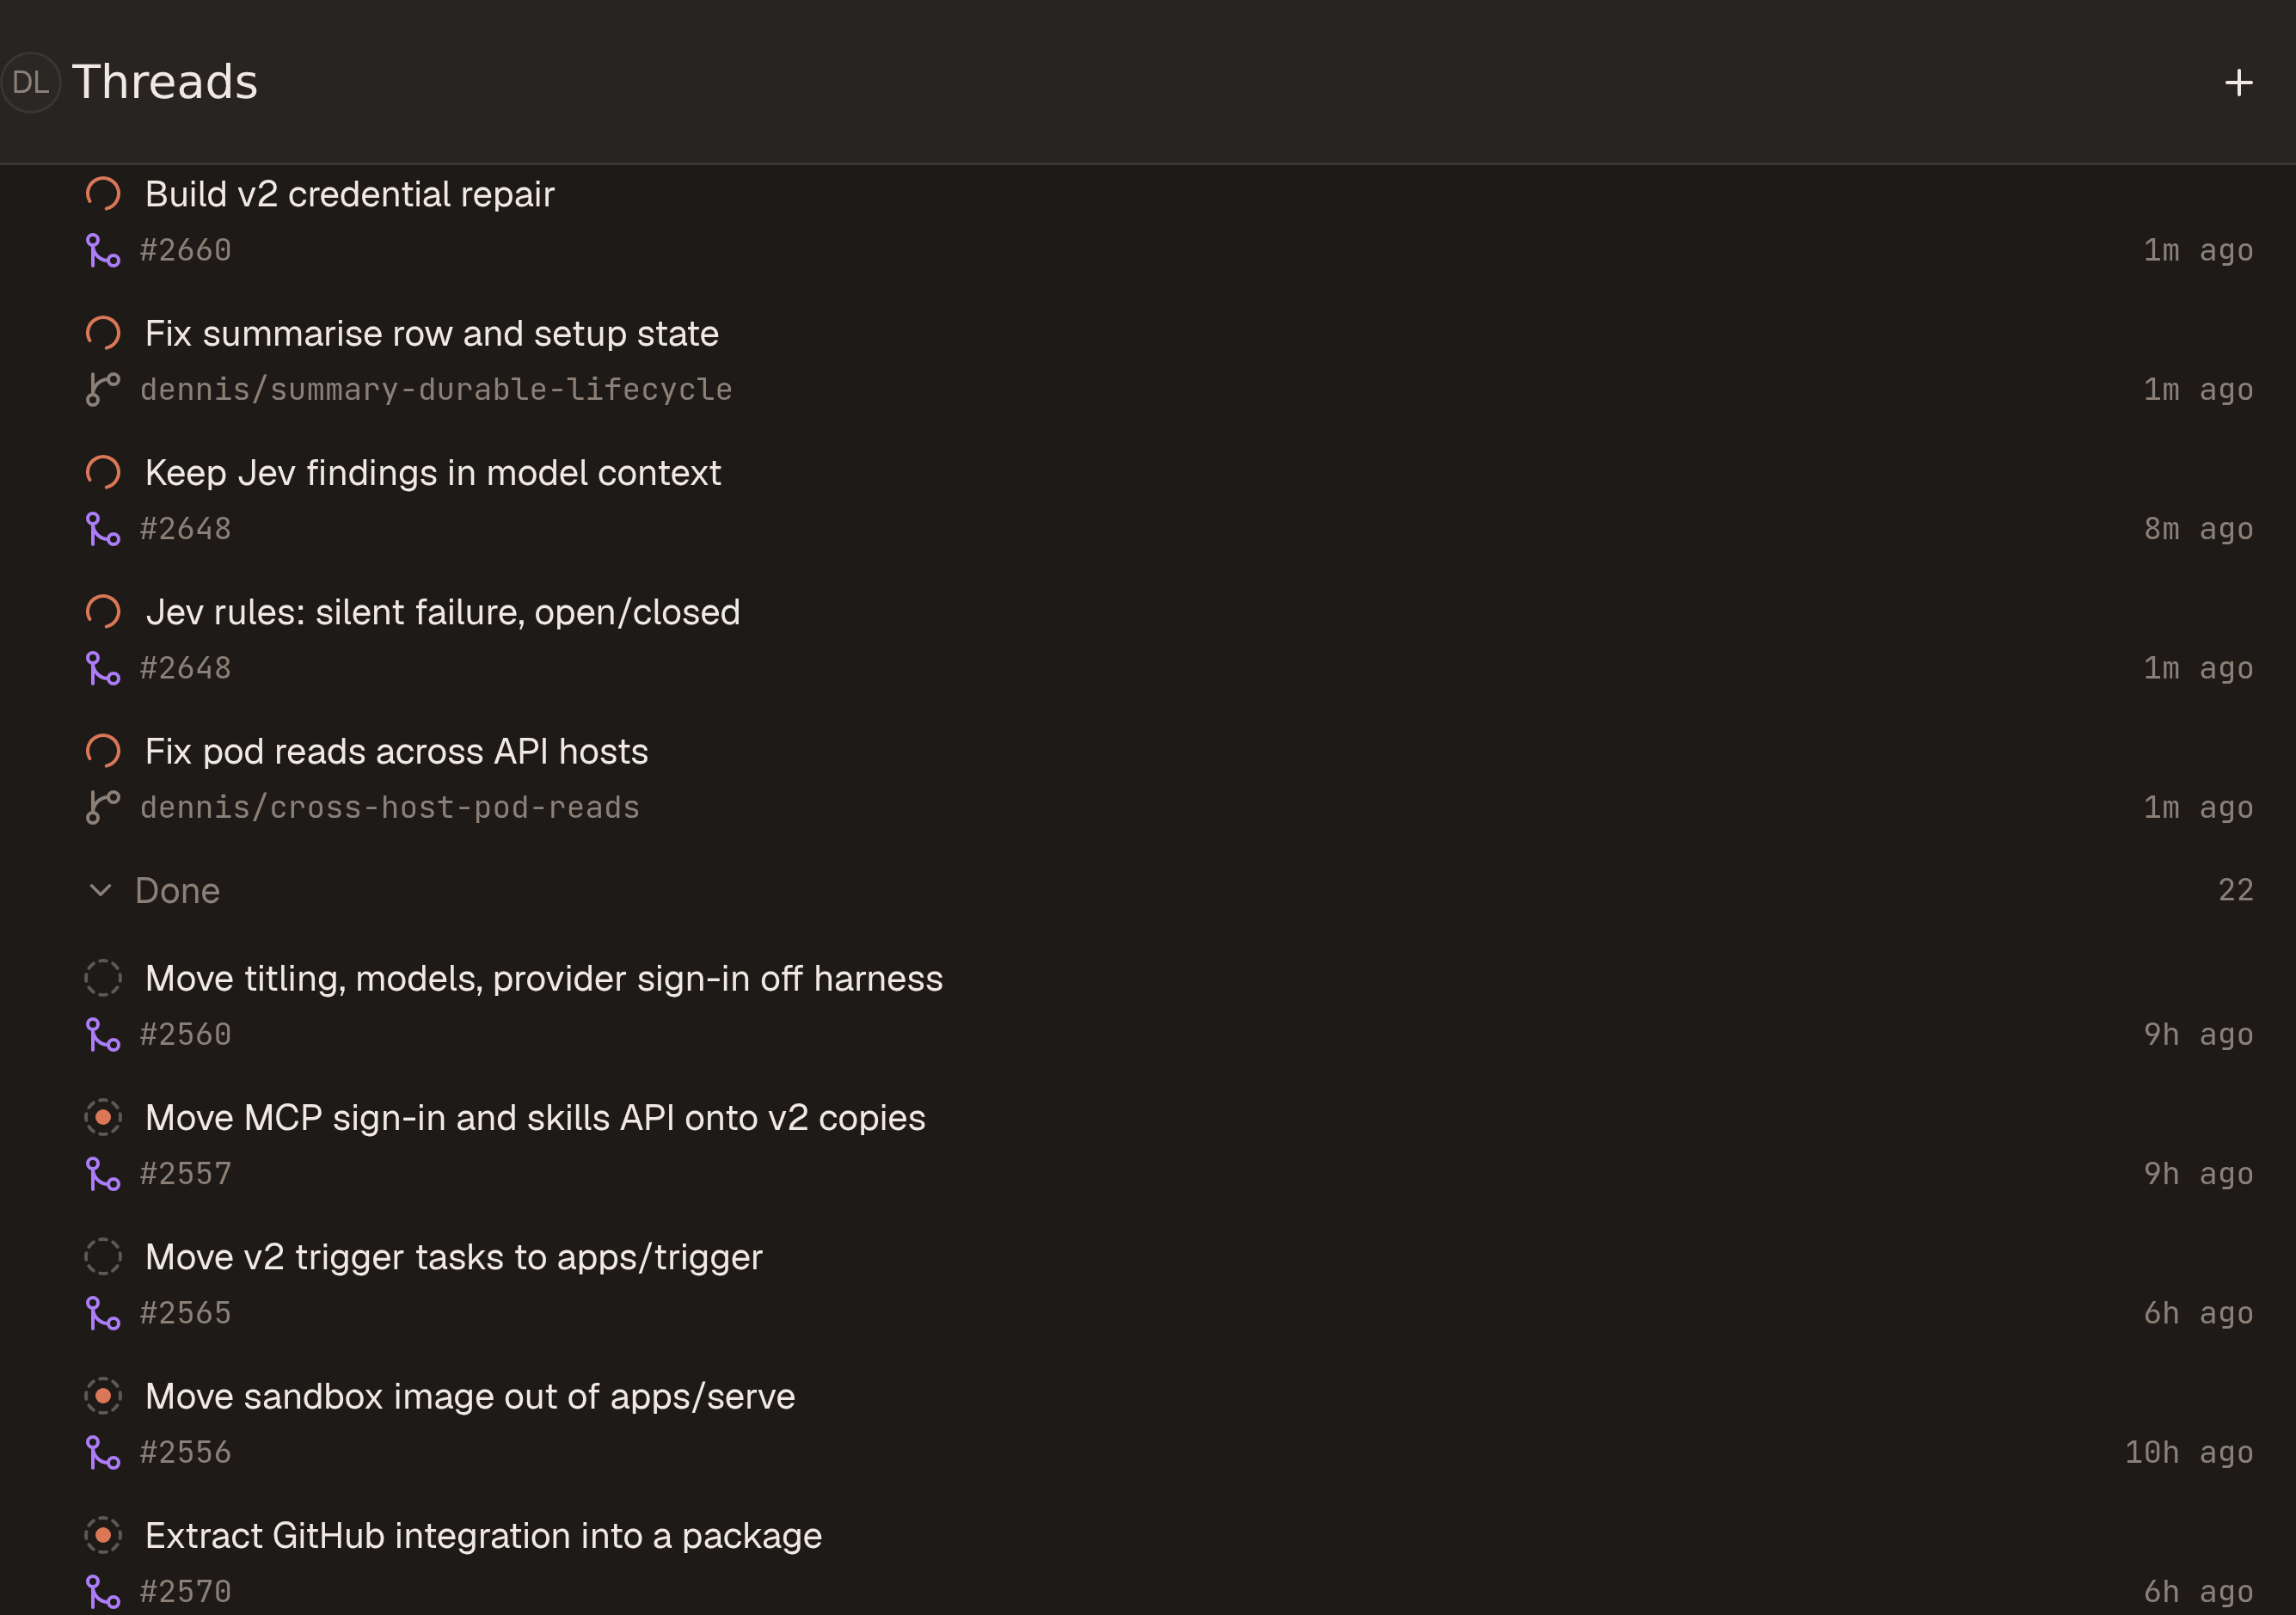 DL Threads
Build v2 credential repair
#2660 1m ago
Fix summarise row and setup state
dennis/summary-durable-lifecycle 1m ago
Keep Jev findings in model context
#2648 8m ago
Jev rules: silent failure, open/closed
#2648 1m ago
Fix pod reads across API hosts
dennis/cross-host-pod-reads 1m ago
Done 22
Move titling, models, provider sign-in off harness
#2560 9h ago
Move MCP sign-in and skills API onto v2 copies
#2557 9h ago
Move v2 trigger tasks to apps/trigger
#2565 6h ago
Move sandbox image out of apps/serve
#2556 10h ago
Extract GitHub integration into a package
#2570 6h ago